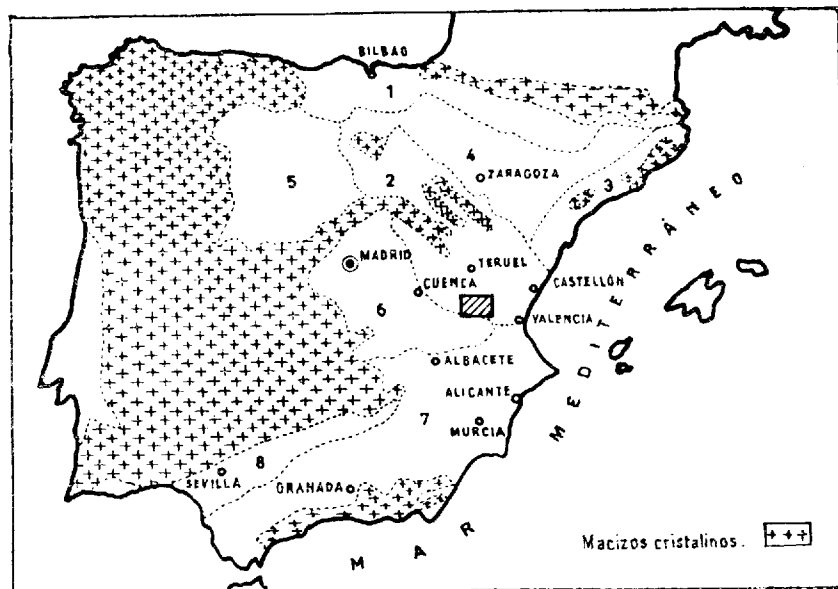 BILBAO
1
4
ZARAGOZA
5
2
3
MADRID
TERUEL
CUENCA
CASTELLÓN
6
VALENCIA
ALBACETE
ALICANTE
7
MURCIA
8
SEVILLA
GRANADA
MAR MEDITERRÁNEO
Macizos cristalinos.